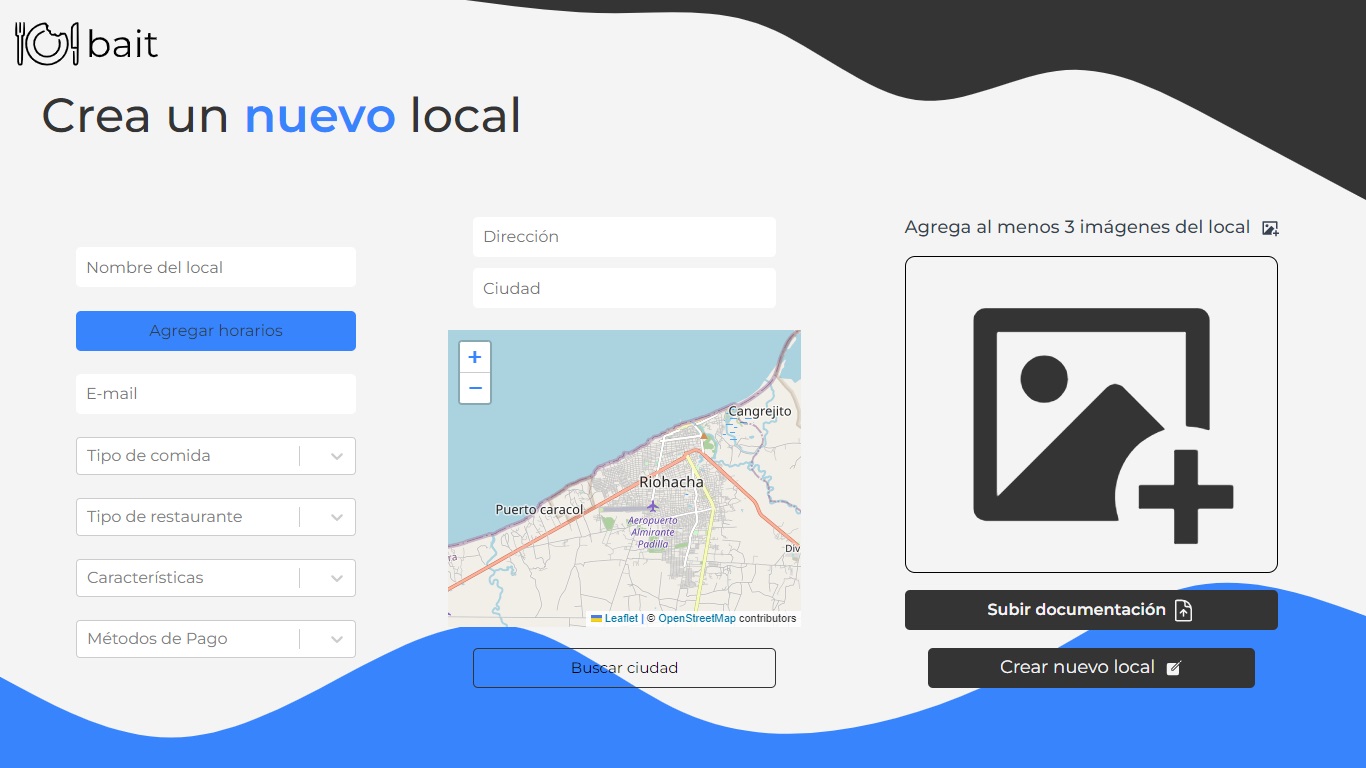 bait
Crea un nuevo local
Nombre del local
Agregar horarios
E-mail
Tipo de comida
Tipo de restaurante
Características
Métodos de Pago
Dirección
Ciudad
+
−
Cangrejito
Riohacha
Puerto caracol
Aeropuerto
Almirante
Padilla
Div
ra
Leaflet | © OpenStreetMap contributors
Buscar ciudad
Agrega al menos 3 imágenes del local
Subir documentación
Crear nuevo local